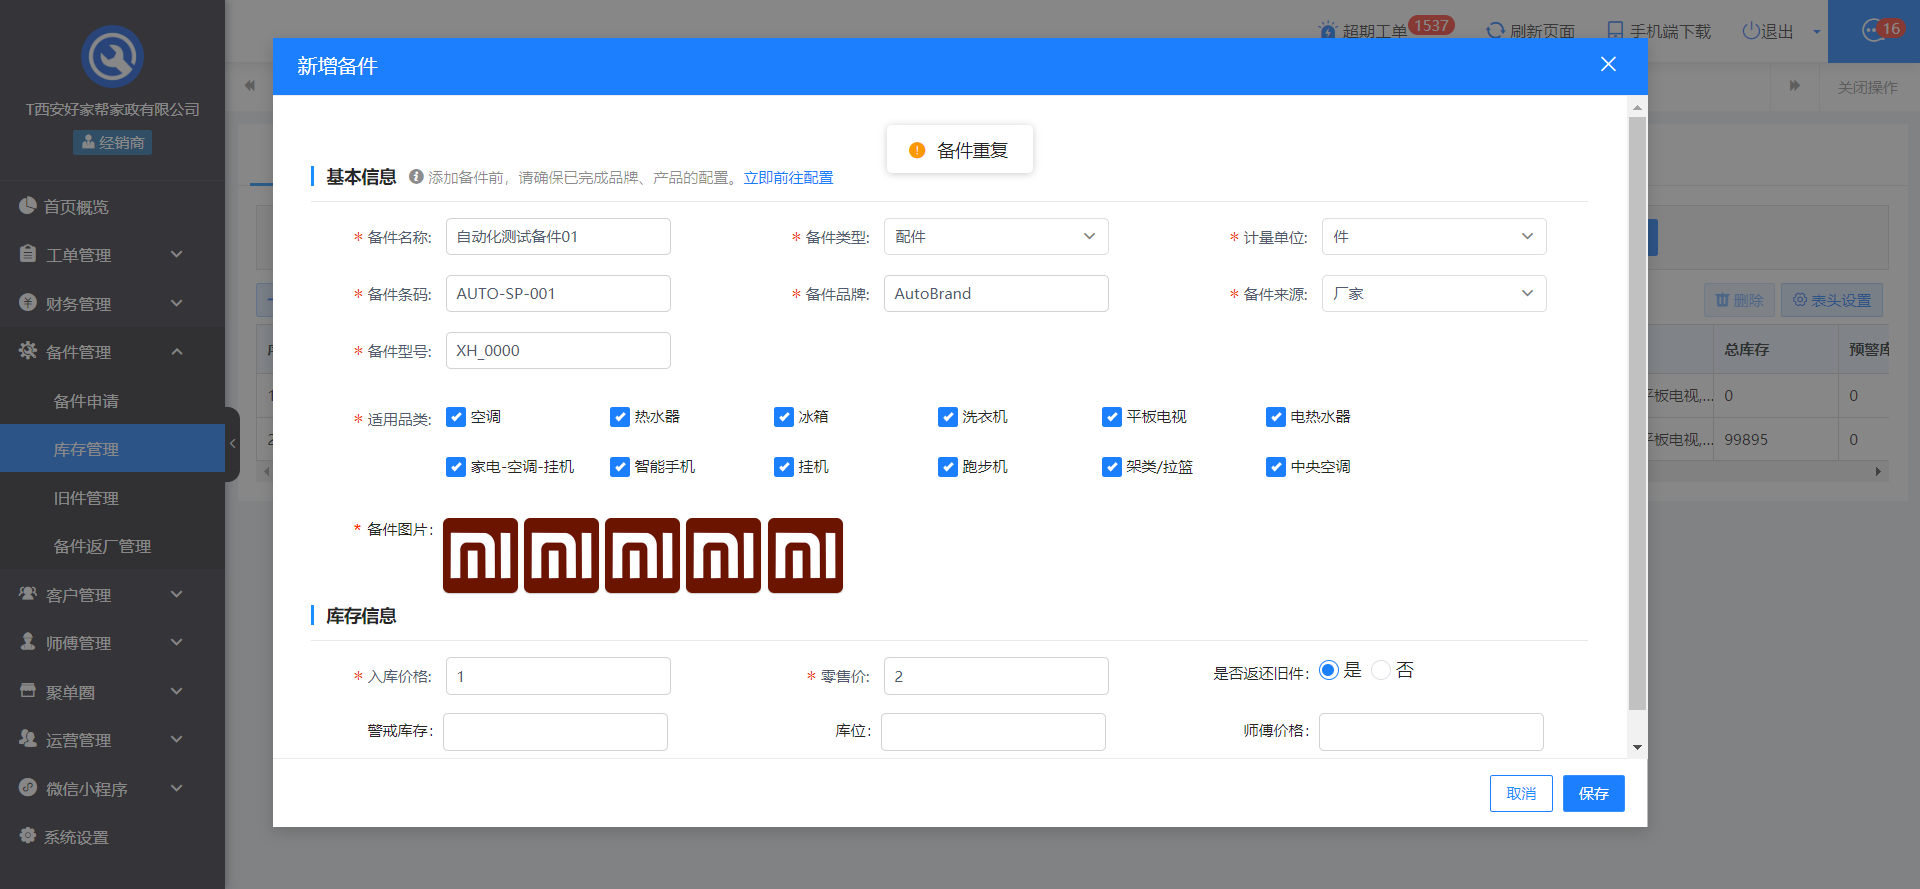 T西安好家帮家政有限公司
经销商
首页概览
工单管理
财务管理
备件管理
备件申请
库存管理
旧件管理
备件返厂管理
客户管理
师傅管理
聚单圈
运营管理
微信小程序
系统设置
超期工单 1537 刷新页面 手机端下载 退出 16
关闭操作
新增备件
备件重复
基本信息 添加备件前，请确保已完成品牌、产品的配置。立即前往配置
* 备件名称: 自动化测试备件01 * 备件类型: 配件 * 计量单位: 件
* 备件条码: AUTO-SP-001 * 备件品牌: AutoBrand * 备件来源: 厂家
* 备件型号: XH_0000
* 适用品类: 空调 热水器 冰箱 洗衣机 平板电视 电热水器
家电-空调-挂机 智能手机 挂机 跑步机 架类/拉篮 中央空调
* 备件图片:
库存信息
* 入库价格: 1 * 零售价: 2 是否返还旧件: 是 否
警戒库存: 库位: 师傅价格:
取消 保存
删除 表头设置
总库存 预警库
平板电视,... 0 0
平板电视,... 99895 0